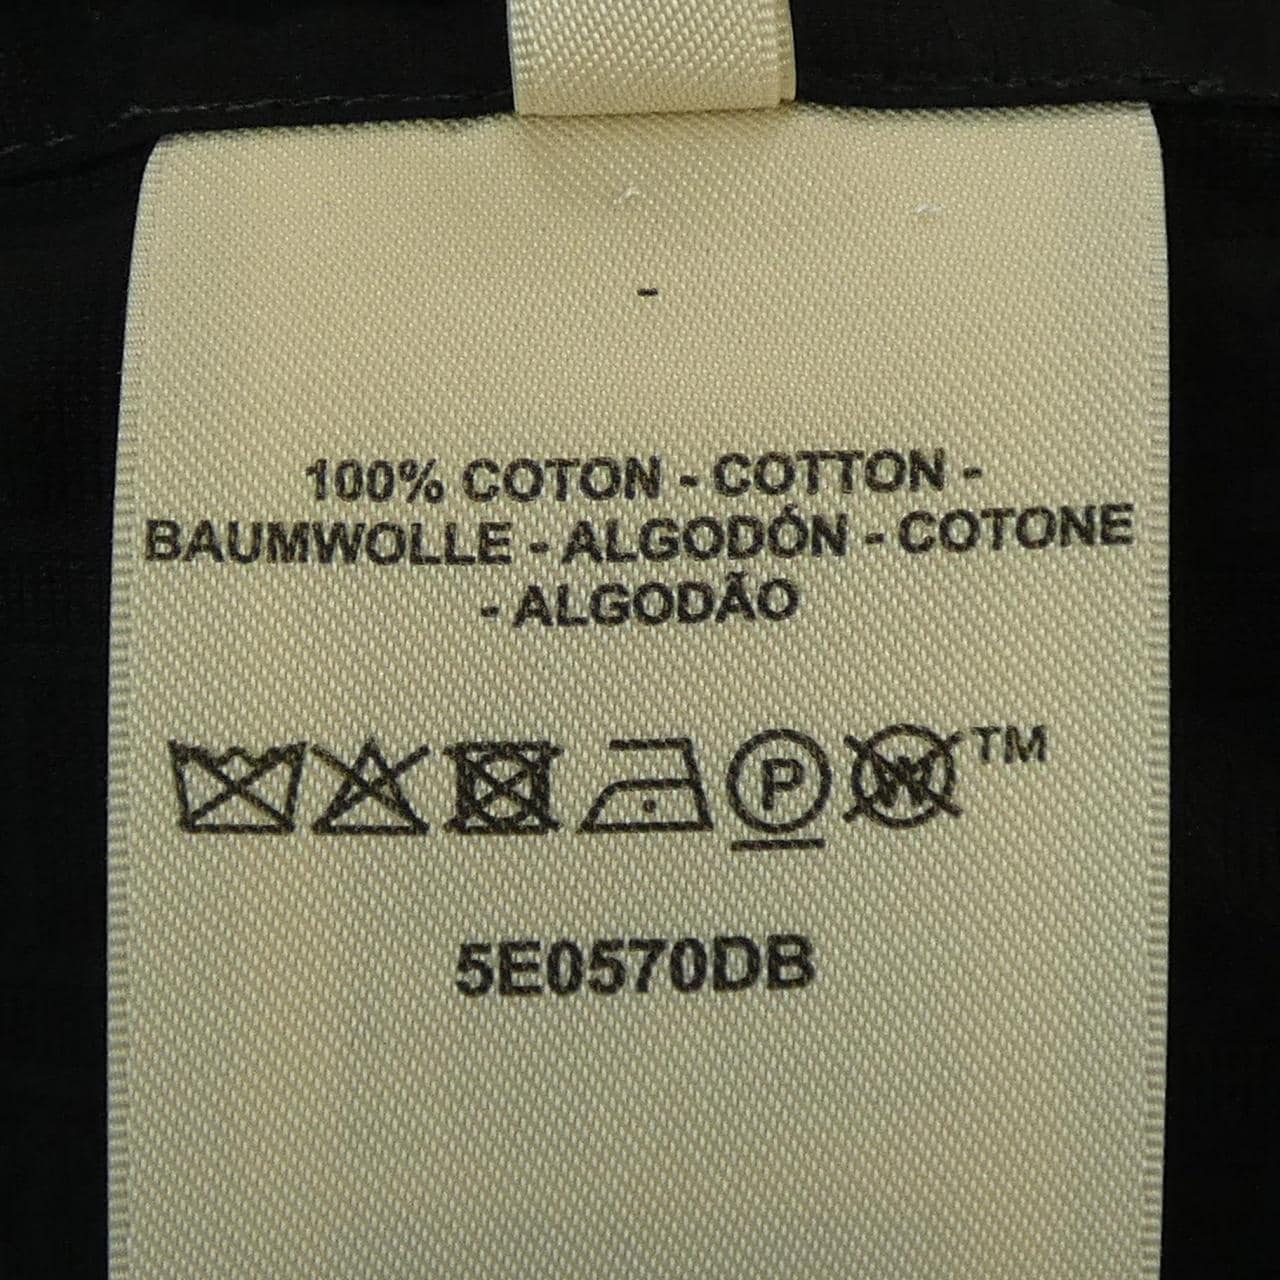 -
100% COTON - COTTON -
BAUMWOLLE - ALGODÓN - COTONE
- ALGODÃO
P W TM
5E0570DB